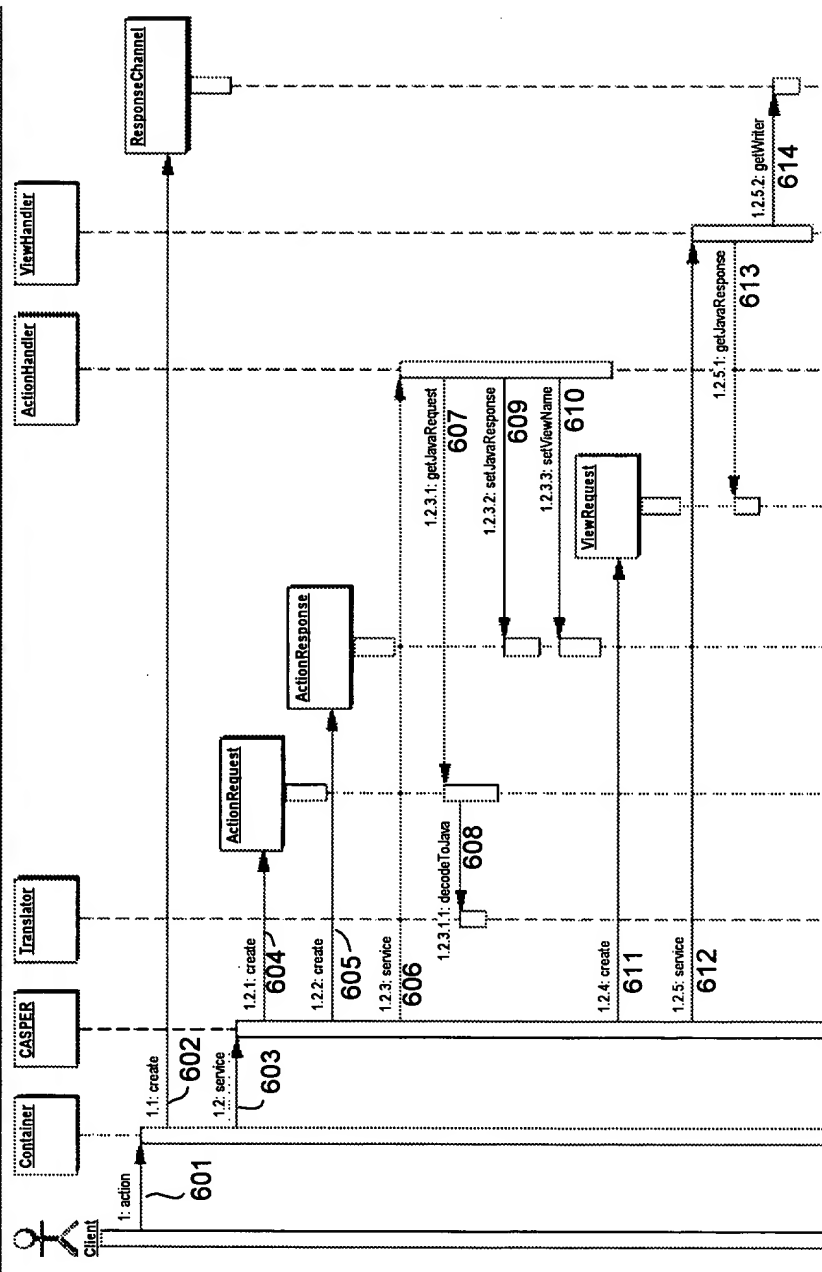 Client
Container
CASPER
Translator
ActionHandler
ViewHandler
1: action
601
1.1: create
602
ResponseChannel
1.2: service
603
1.2.1: create
604
ActionRequest
1.2.2: create
605
ActionResponse
1.2.3: service
606
1.2.3.1: getJavaRequest
607
1.2.3.1.1: decodeToJava
608
1.2.3.2: setJavaResponse
609
1.2.3.3: setViewName
610
1.2.4: create
611
ViewRequest
1.2.5: service
612
1.2.5.1: getJavaResponse
613
1.2.5.2: getWriter
614